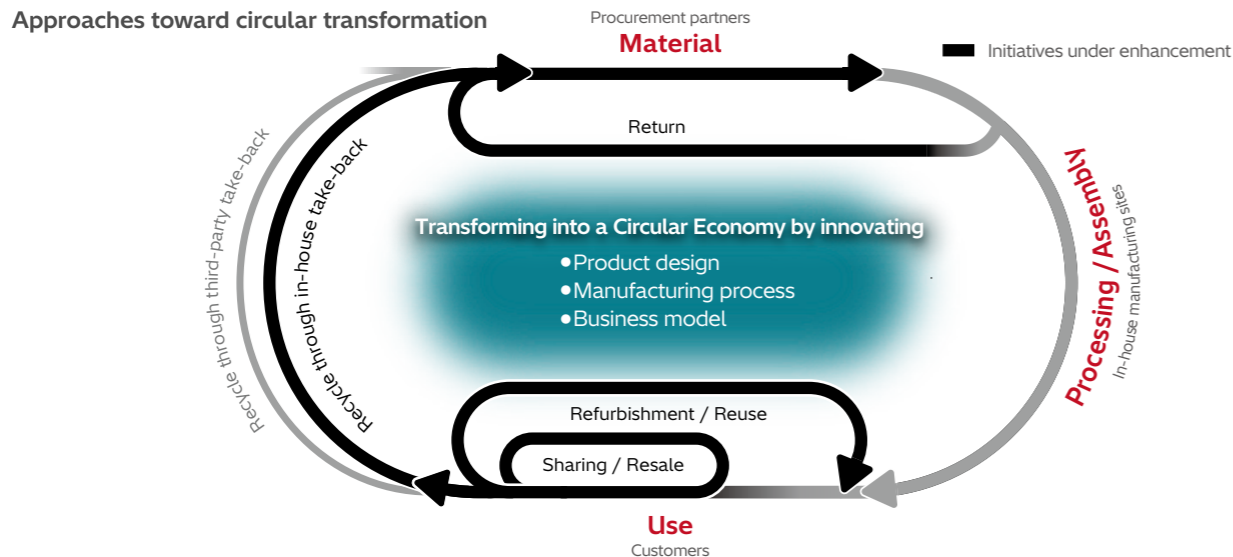 Approaches toward circular transformation
Procurement partners
Material
Initiatives under enhancement
Return
Recycle through third-party take-back
Recycle through in-house take-back
Transforming into a Circular Economy by innovating
●Product design
●Manufacturing process
●Business model
Processing / Assembly
In-house manufacturing sites
Refurbishment / Reuse
Sharing / Resale
Use
Customers